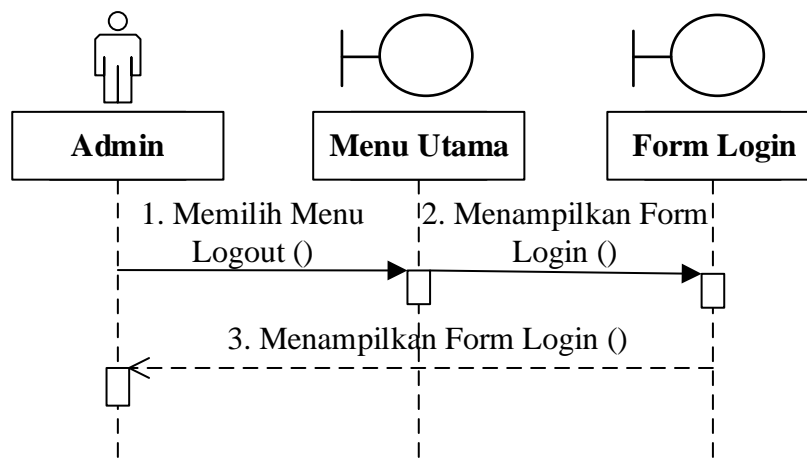 Admin
Menu Utama
Form Login
1. Memilih Menu
Logout ()
2. Menampilkan Form
Login ()
3. Menampilkan Form Login ()